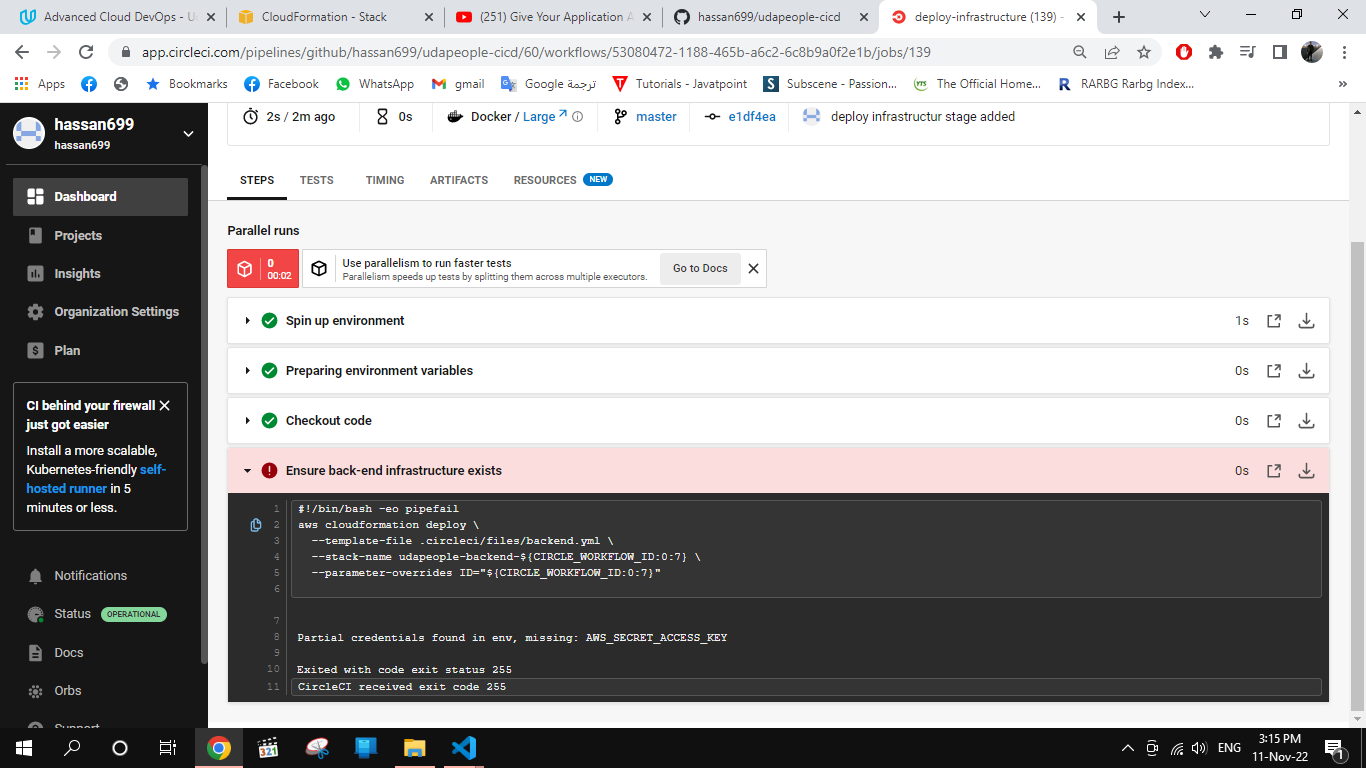 Advanced Cloud DevOps - U
CloudFormation - Stack
(251) Give Your Application A
hassan699/udapeople-cicd
deploy-infrastructure (139) -
app.circleci.com/pipelines/github/hassan699/udapeople-cicd/60/workflows/53080472-1188-465b-a6c2-6c8b9a0f2e1b/jobs/139
Apps
Bookmarks
Facebook
WhatsApp
gmail
Google ترجمة
Tutorials - Javatpoint
Subscene - Passion...
The Official Home...
RARBG Rarbg Index...
»
hassan699
hassan699
2s / 2m ago
0s
Docker / Large
master
e1df4ea
deploy infrastructur stage added
Dashboard
Projects
Insights
Organization Settings
Plan
CI behind your firewall
just got easier
Install a more scalable,
Kubernetes-friendly self-
hosted runner in 5
minutes or less.
Notifications
Status OPERATIONAL
Docs
Orbs
Support
STEPS
TESTS
TIMING
ARTIFACTS
RESOURCES NEW
Parallel runs
0
00:02
Use parallelism to run faster tests
Parallelism speeds up tests by splitting them across multiple executors.
Go to Docs
Spin up environment
1s
Preparing environment variables
0s
Checkout code
0s
Ensure back-end infrastructure exists
0s
1 #!/bin/bash -eo pipefail
2 aws cloudformation deploy \
3 --template-file .circleci/files/backend.yml \
4 --stack-name udapeople-backend-${CIRCLE_WORKFLOW_ID:0:7} \
5 --parameter-overrides ID="${CIRCLE_WORKFLOW_ID:0:7}"
6
7
8 Partial credentials found in env, missing: AWS_SECRET_ACCESS_KEY
9
10 Exited with code exit status 255
11 CircleCI received exit code 255
321
ENG
3:15 PM
11-Nov-22
1